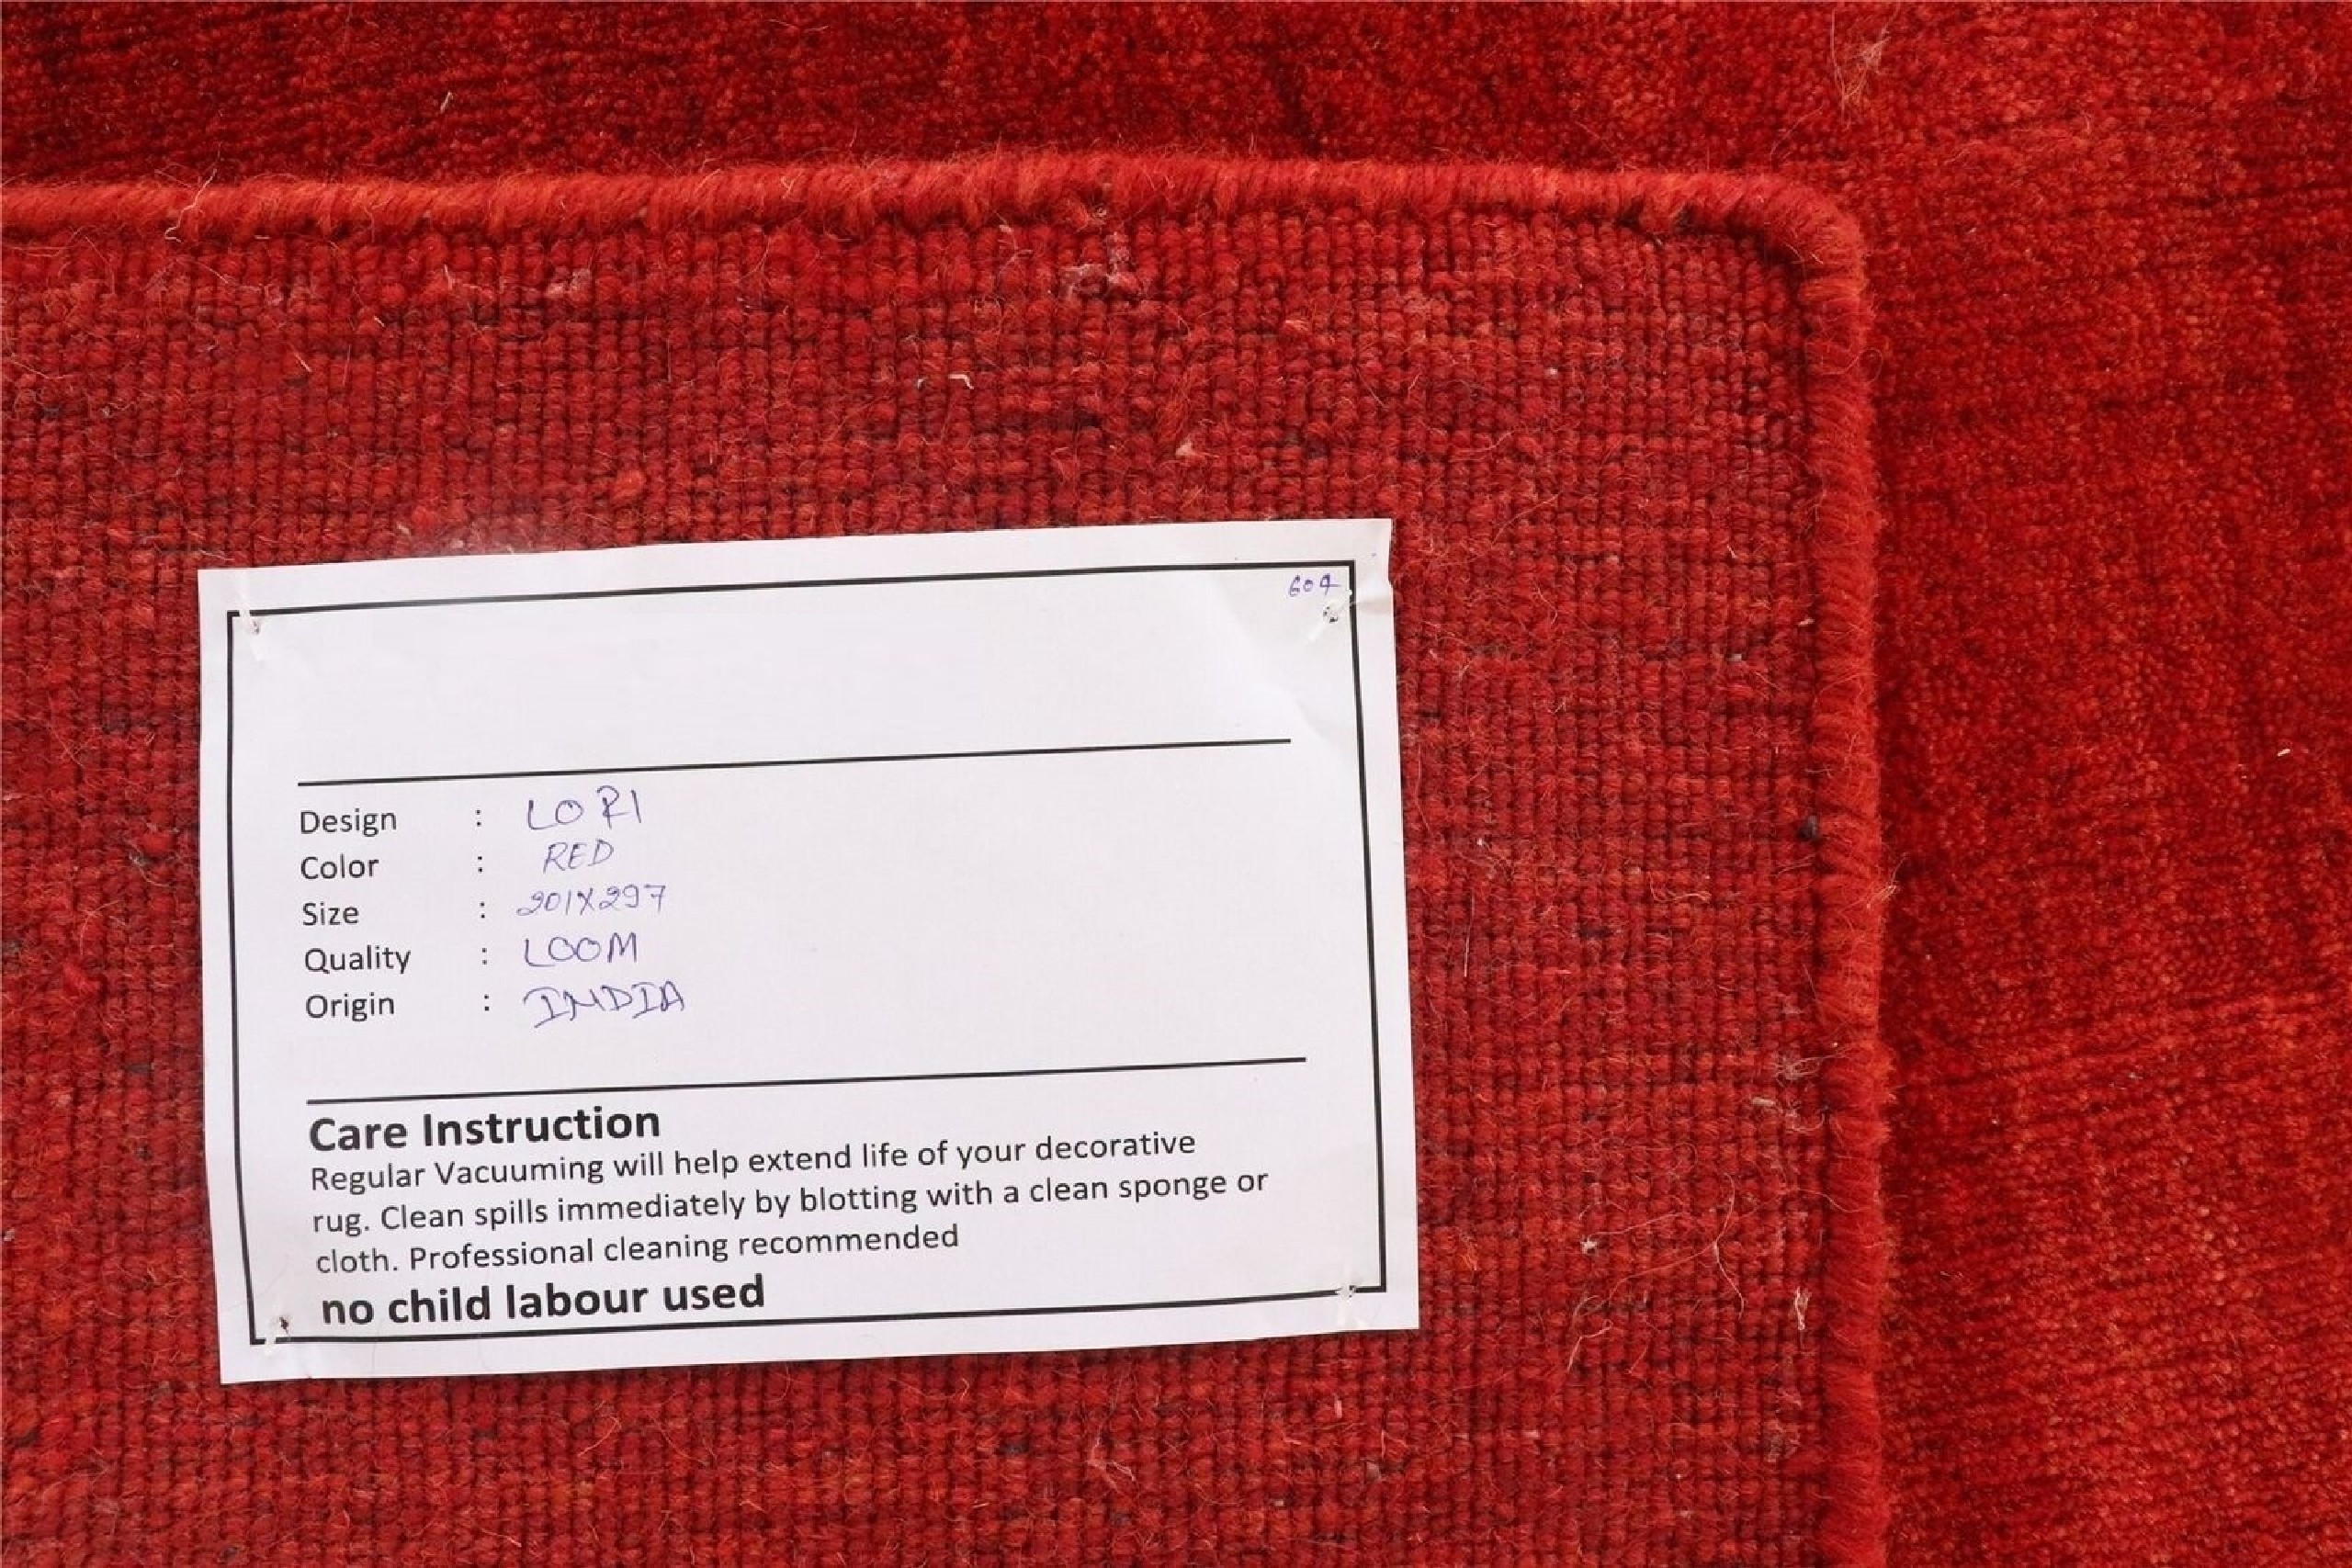 604
Design : LORI
Color : RED
Size : 201X297
Quality : LOOM
Origin : INDIA
Care Instruction
Regular Vacuuming will help extend life of your decorative
rug. Clean spills immediately by blotting with a clean sponge or
cloth. Professional cleaning recommended
no child labour used